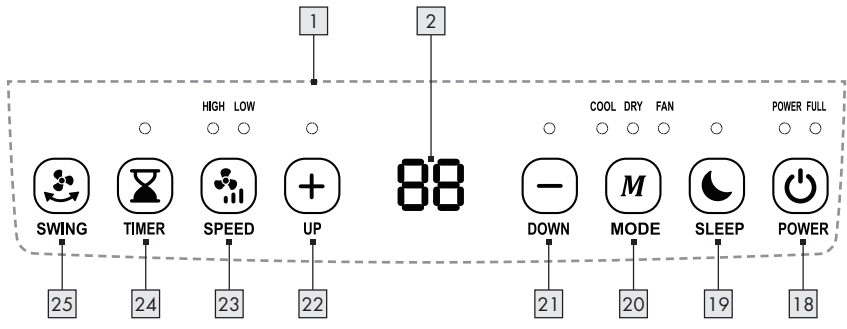 1 2
HIGH LOW COOL DRY FAN POWER FULL
88
M
SWING TIMER SPEED UP DOWN MODE SLEEP POWER
25 24 23 22 21 20 19 18